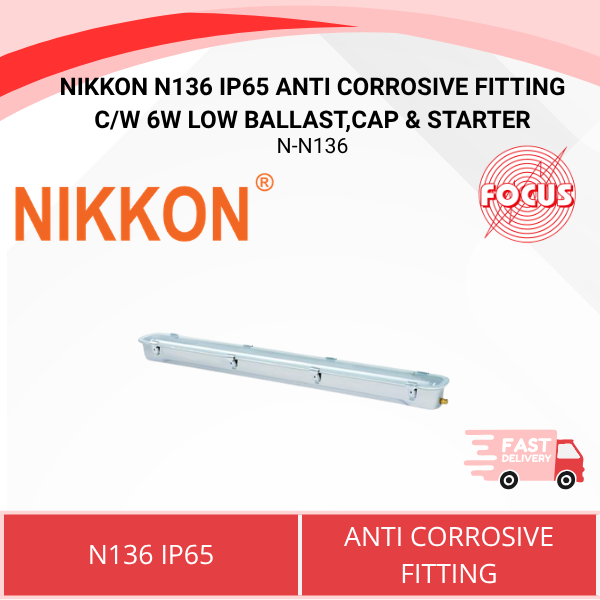 NIKKON N136 IP65 ANTI CORROSIVE FITTING
C/W 6W LOW BALLAST,CAP & STARTER
N-N136
NIKKON®
FOCUS
FAST
DELIVERY
N136 IP65
ANTI CORROSIVE
FITTING